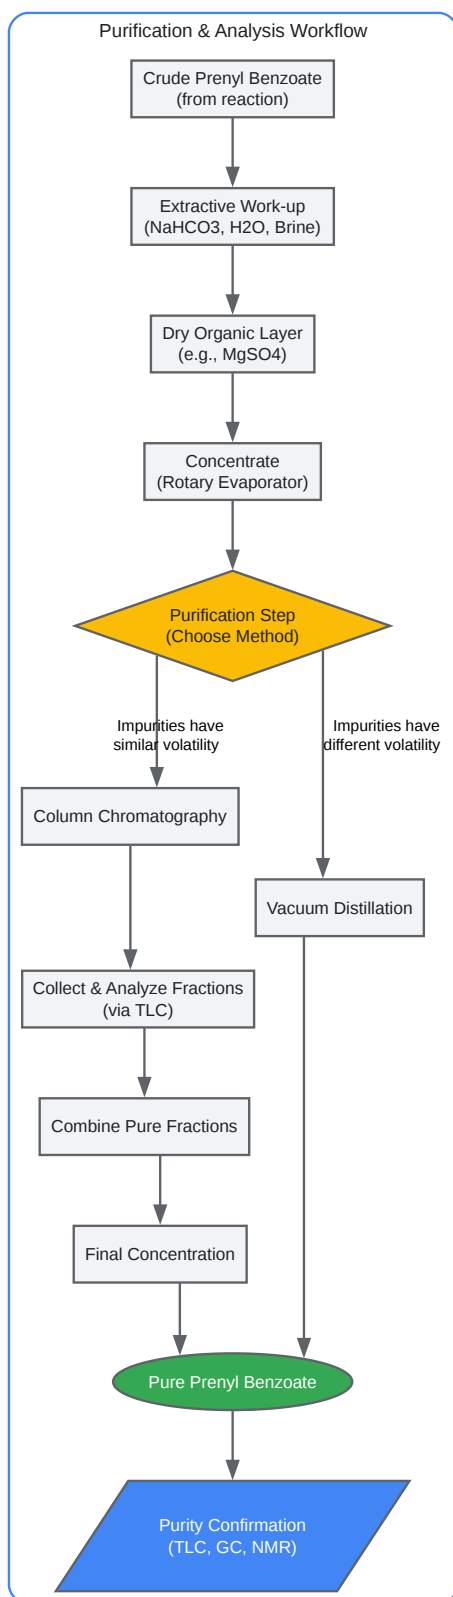 Purification & Analysis Workflow
Crude Prenyl Benzoate
(from reaction)
Extractive Work-up
(NaHCO3, H2O, Brine)
Dry Organic Layer
(e.g., MgSO4)
Concentrate
(Rotary Evaporator)
Purification Step
(Choose Method)
Impurities have
similar volatility
Impurities have
different volatility
Column Chromatography
Vacuum Distillation
Collect & Analyze Fractions
(via TLC)
Combine Pure Fractions
Final Concentration
Pure Prenyl Benzoate
Purity Confirmation
(TLC, GC, NMR)